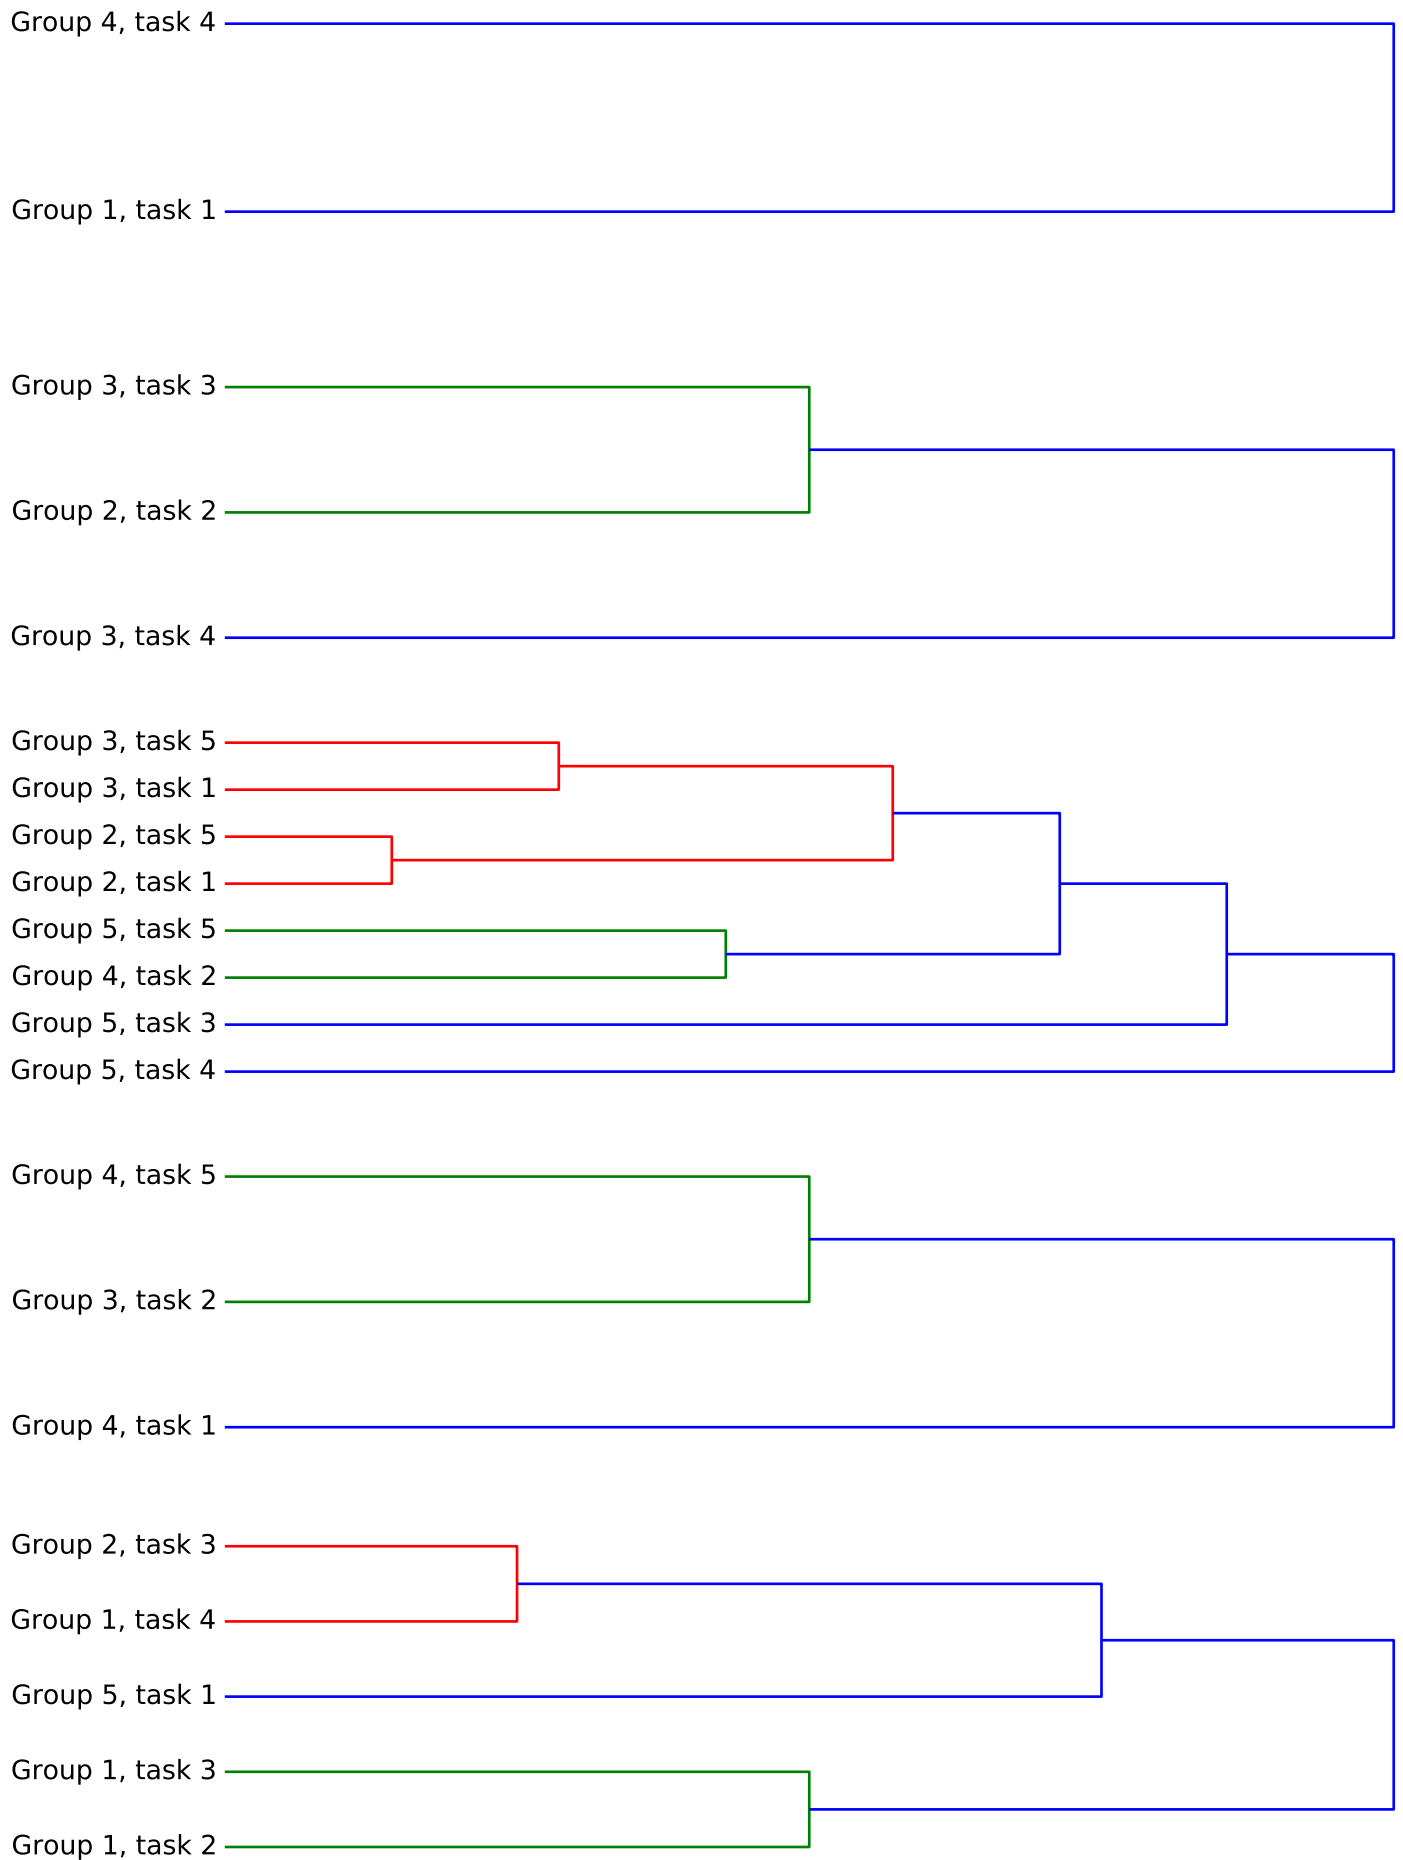 Group 4, task 4
Group 1, task 1
Group 3, task 3
Group 2, task 2
Group 3, task 4
Group 3, task 5
Group 3, task 1
Group 2, task 5
Group 2, task 1
Group 5, task 5
Group 4, task 2
Group 5, task 3
Group 5, task 4
Group 4, task 5
Group 3, task 2
Group 4, task 1
Group 2, task 3
Group 1, task 4
Group 5, task 1
Group 1, task 3
Group 1, task 2